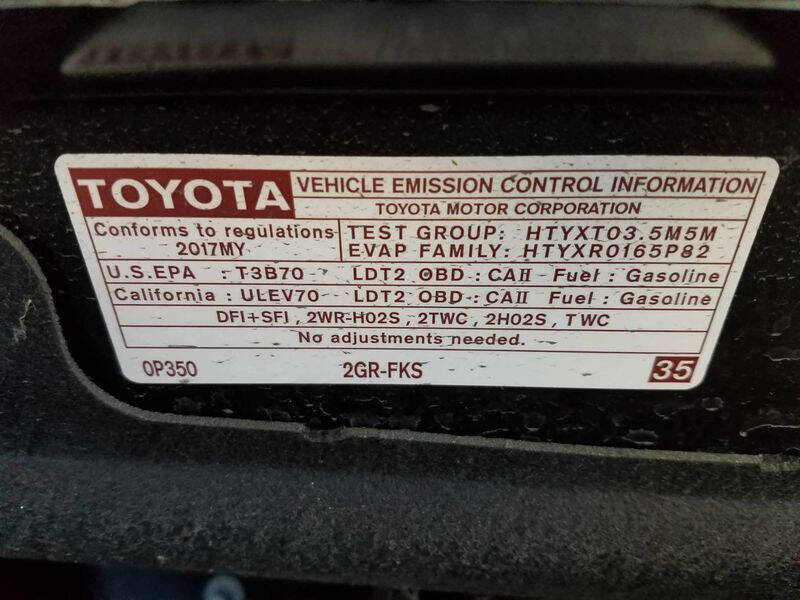 TOYOTA VEHICLE EMISSION CONTROL INFORMATION
TOYOTA MOTOR CORPORATION
Conforms to regulations
2017MY
TEST GROUP: HTYXT03.5M5M
EVAP FAMILY: HTYXR0165P82
U.S.EPA : T3B70 LDT2 OBD : CAII Fuel : Gasoline
California : ULEV70 LDT2 OBD : CAII Fuel : Gasoline
DFI+SFI, 2WR-HO2S, 2TWC, 2HO2S, TWC
No adjustments needed.
0P350 2GR-FKS 35